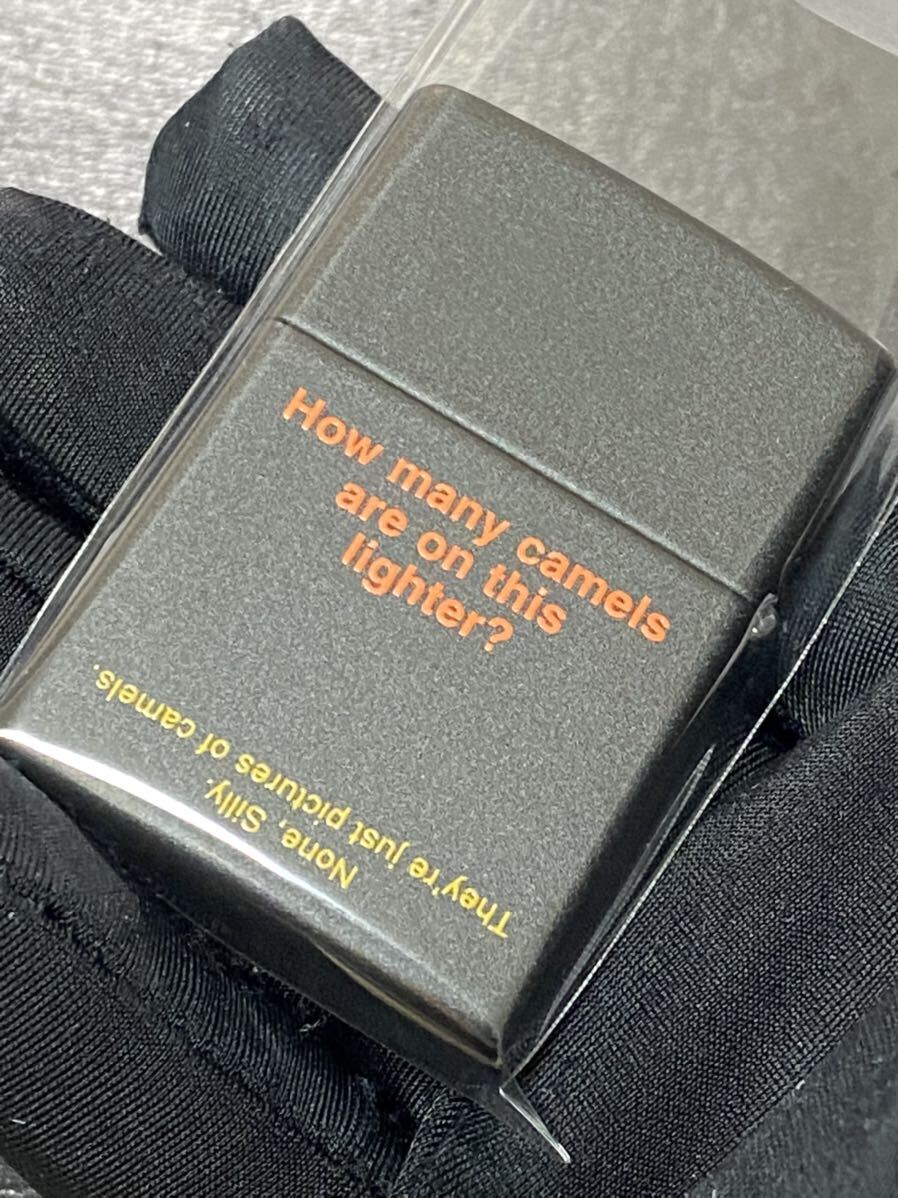 How many camels
are on this
lighter?
None, Silly.
They're just pictures of camels.